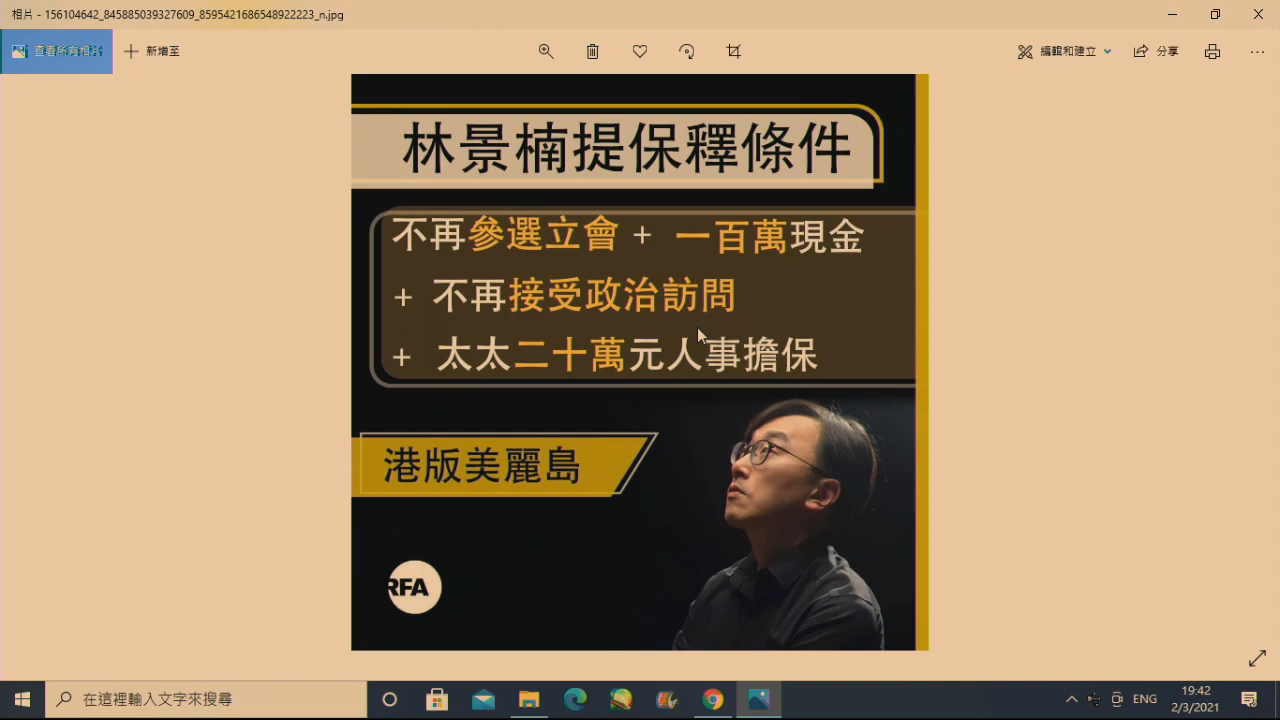 相片 - 156104642_845885039327609_8595421686548922223_n.jpg
查看所有相片
新增至
編輯和建立
分享
林景楠提保釋條件
不再參選立會 + 一百萬現金
+ 不再接受政治訪問
+ 太太二十萬元人事擔保
港版美麗島
RFA
在這裡輸入文字來搜尋
ENG
19:42
2/3/2021